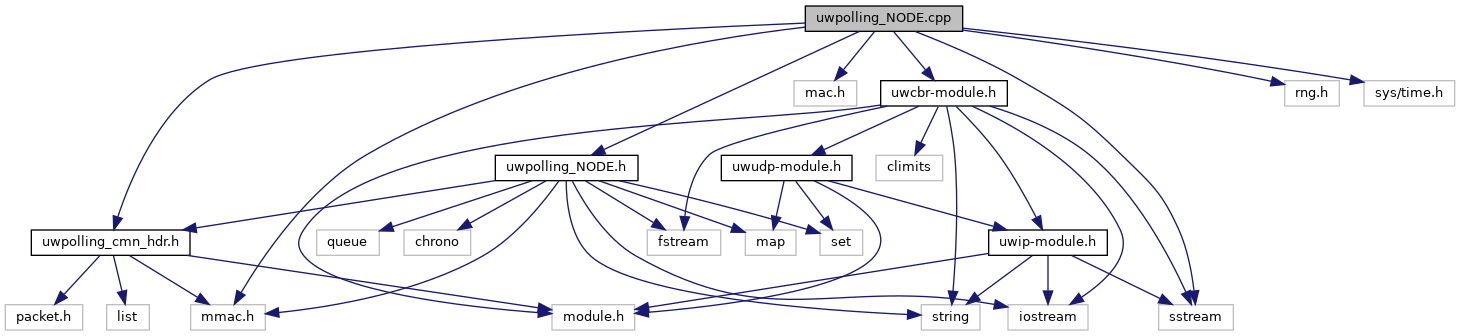 uwpolling_NODE.cpp
mac.h
uwcbr-module.h
rng.h
sys/time.h
uwpolling_NODE.h
uwudp-module.h
climits
uwpolling_cmn_hdr.h
queue
chrono
fstream
map
set
uwip-module.h
packet.h
list
mmac.h
module.h
string
iostream
sstream